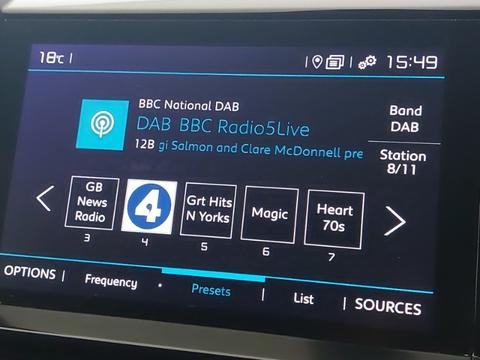 18°C
15:49
BBC National DAB
DAB BBC Radio5Live
12B gi Salmon and Clare McDonnell pre
Band
DAB
Station
8/11
GB
News
Radio
3
4
4
Grt Hits
N Yorks
5
Magic
6
Heart
70s
7
OPTIONS
Frequency
Presets
List
SOURCES